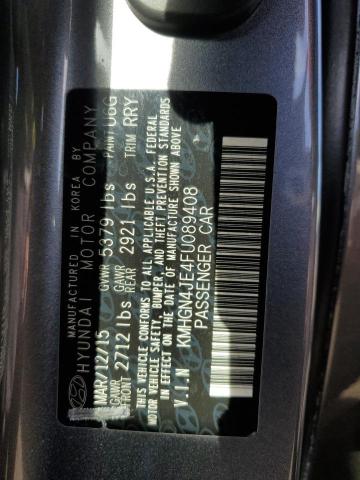 MANUFACTURED IN KOREA BY
HYUNDAI MOTOR COMPANY
MAR/12/15 GVWR 5379 lbs PAINT U6G
GAWR FRONT 2712 lbs GAWR REAR 2921 lbs TRIM RRY
THIS VEHICLE CONFORMS TO ALL APPLICABLE U.S.A. FEDERAL
MOTOR VEHICLE SAFETY, BUMPER, AND THEFT PREVENTION STANDARDS
IN EFFECT ON THE DATE OF MANUFACTURE SHOWN ABOVE.
V.I.N KMHGN4JE4FU089408
PASSENGER CAR